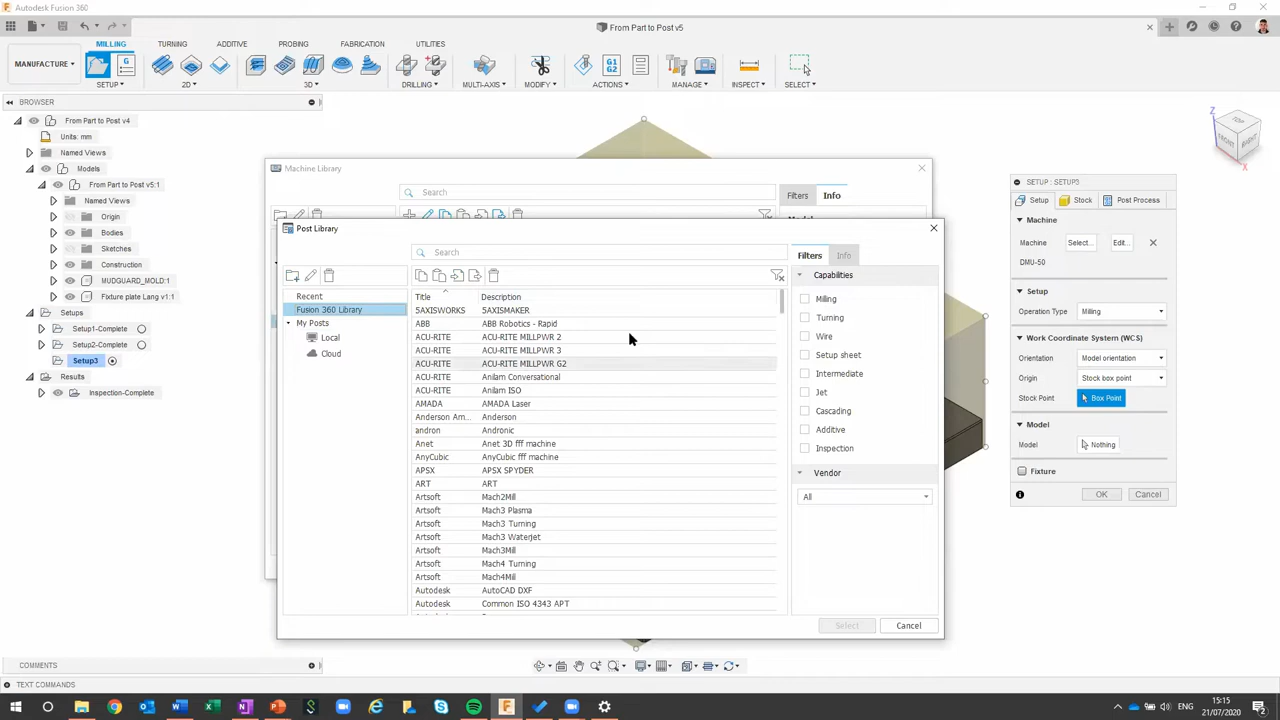 Autodesk Fusion 360
From Part to Post v5
MILLING TURNING ADDITIVE PROBING FABRICATION UTILITIES
MANUFACTURE
SETUP 2D 3D DRILLING MULTI-AXIS MODIFY ACTIONS MANAGE INSPECT SELECT
G1
G2
BROWSER
From Part to Post v4
Units: mm
Named Views
Models
From Part to Post v5:1
Named Views
Origin
Bodies
Sketches
Construction
MUDGUARD_MOLD:1
Fixture plate Lang v1:1
Setups
Setup1-Complete
Setup2-Complete
Setup3
Results
Inspection-Complete
Z
TOP
FRONT
RIGHT
X
Machine Library
Search
Filters Info
Post Library
Search
Filters Info
Recent
Fusion 360 Library
My Posts
Local
Cloud
Title Description
5AXISWORKS 5AXISMAKER
ABB ABB Robotics - Rapid
ACU-RITE ACU-RITE MILLPWR 2
ACU-RITE ACU-RITE MILLPWR 3
ACU-RITE ACU-RITE MILLPWR G2
ACU-RITE Anilam Conversational
ACU-RITE Anilam ISO
AMADA AMADA Laser
Anderson Am... Anderson
andron Andronic
Anet Anet 3D fff machine
AnyCubic AnyCubic fff machine
APSX APSX SPYDER
ART ART
Artsoft Mach2Mill
Artsoft Mach3 Plasma
Artsoft Mach3 Turning
Artsoft Mach3 Waterjet
Artsoft Mach3Mill
Artsoft Mach4 Turning
Artsoft Mach4Mill
Autodesk AutoCAD DXF
Autodesk Common ISO 4343 APT
Capabilities
Milling
Turning
Wire
Setup sheet
Intermediate
Jet
Cascading
Additive
Inspection
Vendor
All
Select Cancel
SETUP : SETUP3
Setup Stock Post Process
Machine
Machine Select... Edit...
DMU-50
Setup
Operation Type Milling
Work Coordinate System (WCS)
Orientation Model orientation
Origin Stock box point
Stock Point Box Point
Model
Model Nothing
Fixture
OK Cancel
COMMENTS
TEXT COMMANDS
15:15
21/07/2020